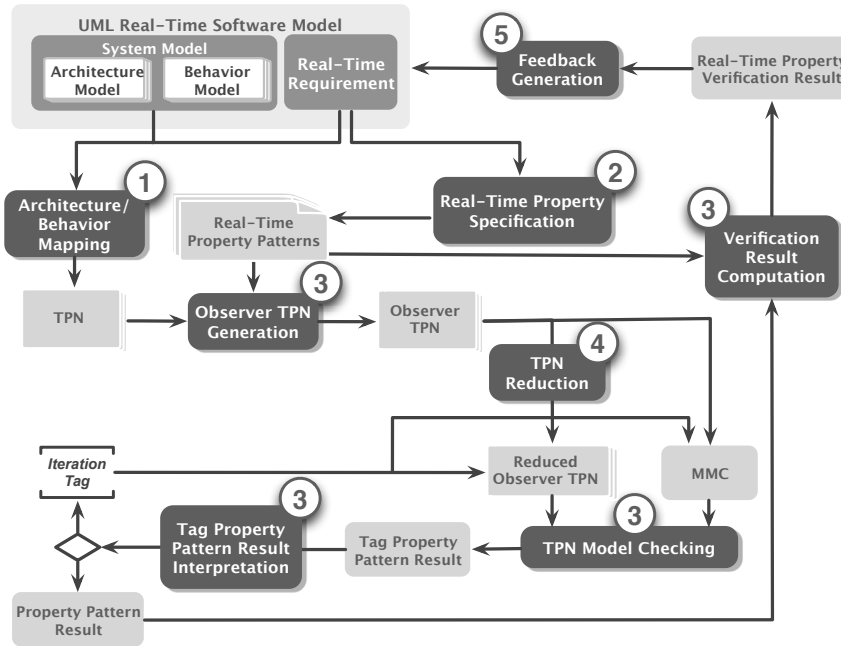 UML Real-Time Software Model
System Model
Architecture
Model
Behavior
Model
Real-Time
Requirement
5
Feedback
Generation
Real-Time Property
Verification Result
1
Architecture/
Behavior
Mapping
2
Real-Time Property
Specification
Real-Time
Property Patterns
3
Verification
Result
Computation
TPN
3
Observer TPN
Generation
Observer
TPN
4
TPN
Reduction
Iteration
Tag
Reduced
Observer TPN
MMC
3
Tag Property
Pattern Result
Interpretation
Tag Property
Pattern Result
3
TPN Model Checking
Property Pattern
Result